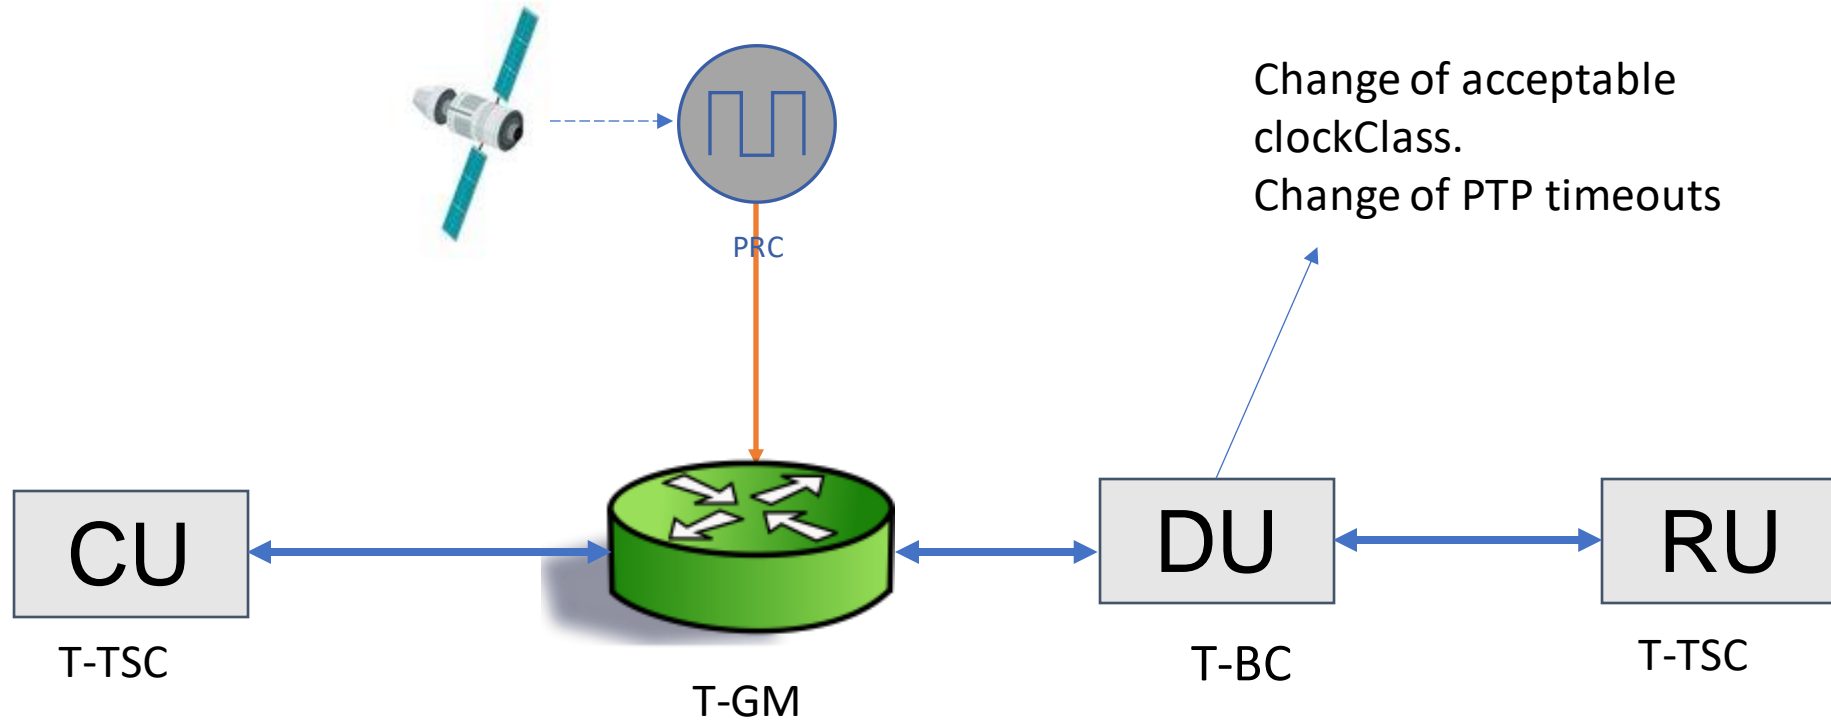 Change of acceptable
clockClass.
Change of PTP timeouts
PRC
CU
DU
RU
T-TSC
T-GM
T-BC
T-TSC